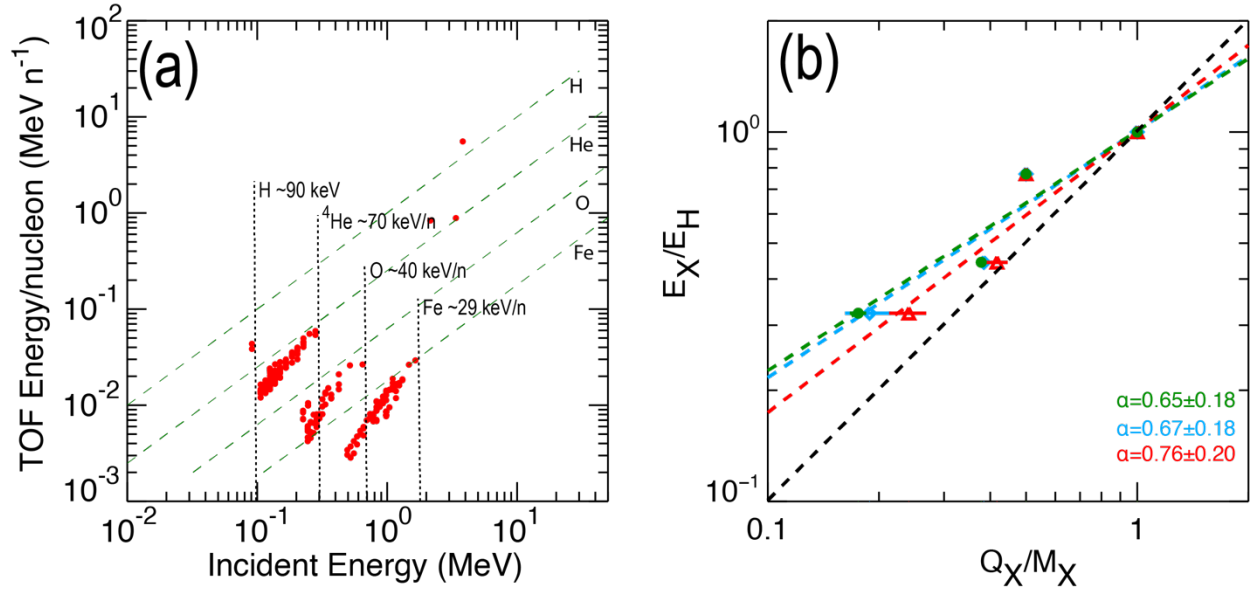 (a)
TOF Energy/nucleon (MeV n⁻¹)
10²
10¹
10⁰
10⁻¹
10⁻²
10⁻³
H
He
O
Fe
H ~90 keV
⁴He ~70 keV/n
O ~40 keV/n
Fe ~29 keV/n
10⁻² 10⁻¹ 10⁰ 10¹
Incident Energy (MeV)
(b)
E_X/E_H
10⁰
10⁻¹
α=0.65±0.18
α=0.67±0.18
α=0.76±0.20
0.1 1
Q_X/M_X